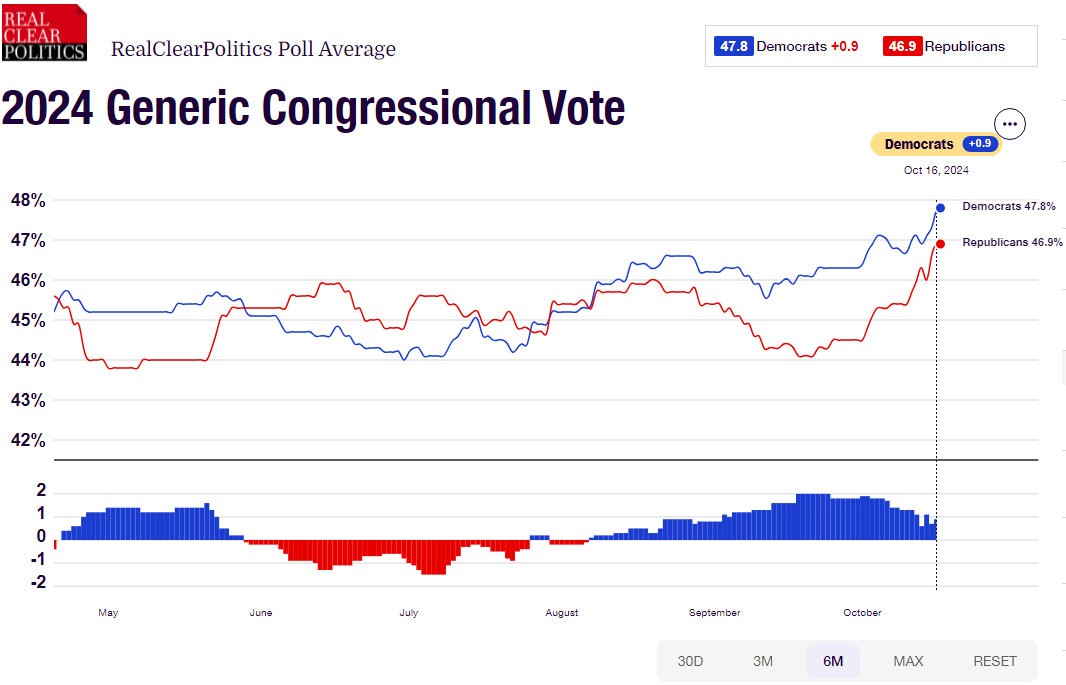 REAL
CLEAR
POLITICS
RealClearPolitics Poll Average
47.8 Democrats +0.9 46.9 Republicans
2024 Generic Congressional Vote
Democrats +0.9
Oct 16, 2024
48%
Democrats 47.8%
47%
Republicans 46.9%
46%
45%
44%
43%
42%
2
1
0
-1
-2
May June July August September October
30D 3M 6M MAX RESET